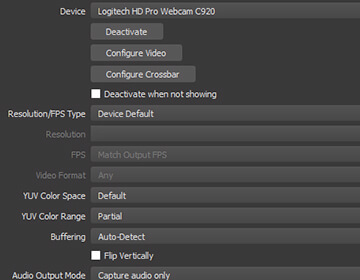 Device Logitech HD Pro Webcam C920
Deactivate
Configure Video
Configure Crossbar
Deactivate when not showing
Resolution/FPS Type Device Default
Resolution
FPS Match Output FPS
Video Format Any
YUV Color Space Default
YUV Color Range Partial
Buffering Auto-Detect
Flip Vertically
Audio Output Mode Capture audio only